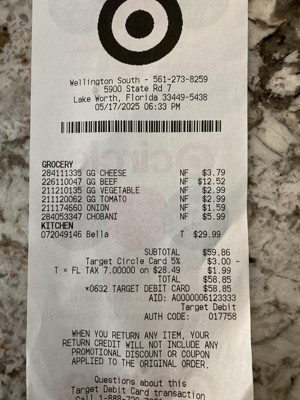 Wellington South - 561-273-8259
5900 State Rd 7
Lake Worth, Florida 33449-5438
05/17/2025 06:33 PM
GROCERY
284111335 GG CHEESE NF $3.79
226110047 GG BEEF NF $12.52
211210135 GG VEGETABLE NF $2.99
211120062 GG TOMATO NF $2.99
211174660 ONION NF $1.59
284053347 CHOBANI NF $5.99
KITCHEN
072049146 Bella T $29.99
SUBTOTAL $59.86
Target Circle Card 5% $3.00 -
T = FL TAX 7.00000 on $28.49 $1.99
TOTAL $58.85
*0632 TARGET DEBIT CARD $58.85
AID: A0000006123333
Target Debit
AUTH CODE: 017758
WHEN YOU RETURN ANY ITEM, YOUR
RETURN CREDIT WILL NOT INCLUDE ANY
PROMOTIONAL DISCOUNT OR COUPON
APPLIED TO THE ORIGINAL ORDER.
Questions about this
Target Debit Card transaction